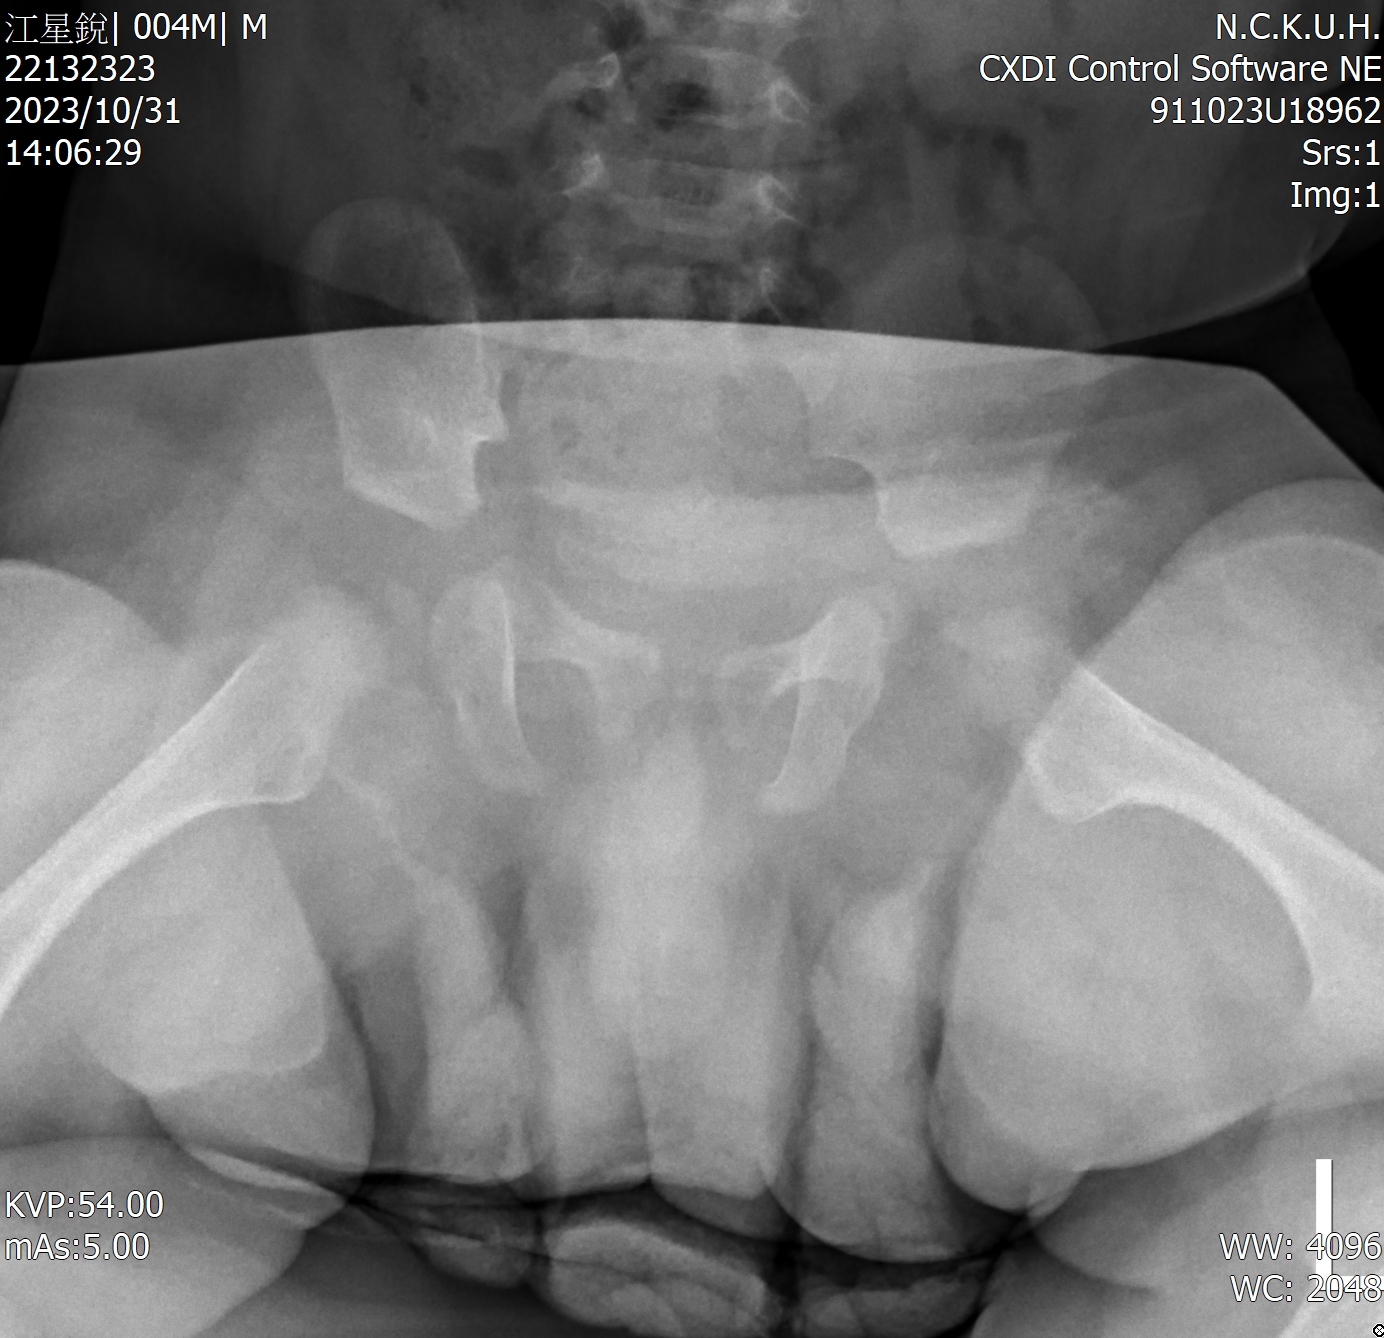 江星銳| 004M| M
22132323
2023/10/31
14:06:29
N.C.K.U.H.
CXDI Control Software NE
911023U18962
Srs:1
Img:1
KVP:54.00
mAs:5.00
WW: 4096
WC: 2048